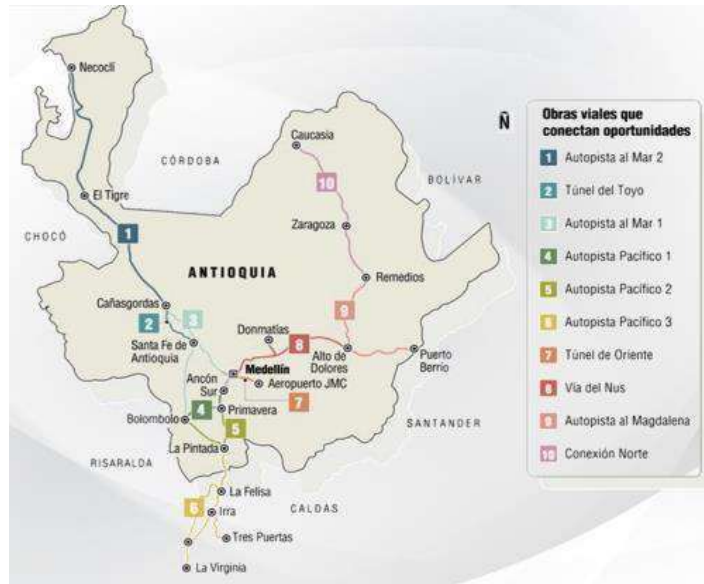 Necoclí
Ñ
Obras viales que
conectan oportunidades
1 Autopista al Mar 2
2 Túnel del Toyo
3 Autopista al Mar 1
4 Autopista Pacífico 1
5 Autopista Pacífico 2
6 Autopista Pacífico 3
7 Túnel de Oriente
8 Vía del Nus
9 Autopista al Magdalena
10 Conexión Norte
Caucasia
CÓRDOBA
BOLÍVAR
10
El Tigre
Zaragoza
CHOCÓ
1
ANTIOQUIA
Remedios
Cañasgordas
9
2
3
Donmatías
Santa Fe de
Antioquia
8
Alto de
Dolores
Puerto
Berrío
Medellín
Aeropuerto JMC
Ancón
Sur
7
4
Primavera
Bolombolo
5
SANTANDER
La Pintada
RISARALDA
La Felisa
6
CALDAS
Irra
Tres Puertas
La Virginia